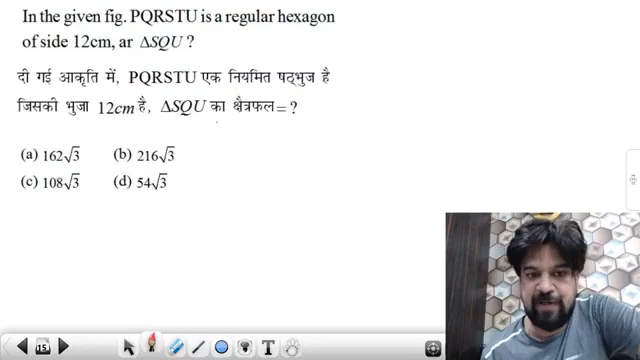 In the given fig. PQRSTU is a regular hexagon
of side 12cm, ar ΔSQU ?
दी गई आकृति में, PQRSTU एक नियमित षट्भुज है
जिसकी भुजा 12cm है, ΔSQU का क्षैत्रफल = ?
(a) 162√3 (b) 216√3
(c) 108√3 (d) 54√3
15
T